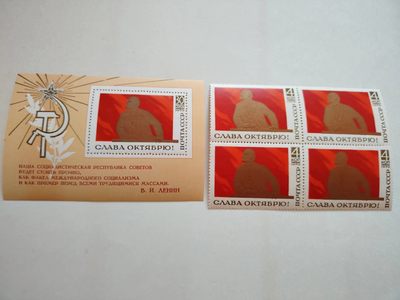 СЛАВА ОКТЯБРЮ!
ПОЧТА СССР
НАША СОЦИАЛИСТИЧЕСКАЯ РЕСПУБЛИКА СОВЕТОВ
БУДЕТ СТОЯТЬ ПРОЧНО,
КАК ФАКЕЛ МЕЖДУНАРОДНОГО СОЦИАЛИЗМА
И КАК ПРИМЕР ПЕРЕД ВСЕМИ ТРУДЯЩИМИСЯ МАССАМИ.
В. И. ЛЕНИН
СЛАВА ОКТЯБРЮ!
4
ПОЧТА СССР
СЛАВА ОКТЯБРЮ!
4
ПОЧТА СССР
СЛАВА ОКТЯБРЮ!
4
ПОЧТА СССР
СЛАВА ОКТЯБРЮ!
4
ПОЧТА СССР